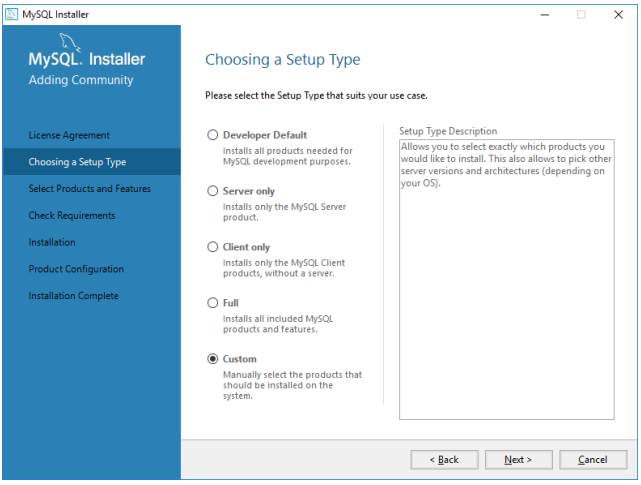 MySQL Installer
MySQL. Installer
Adding Community
License Agreement
Choosing a Setup Type
Select Products and Features
Check Requirements
Installation
Product Configuration
Installation Complete
Choosing a Setup Type
Please select the Setup Type that suits your use case.
Developer Default
Installs all products needed for
MySQL development purposes.
Server only
Installs only the MySQL Server
product.
Client only
Installs only the MySQL Client
products, without a server.
Full
Installs all included MySQL
products and features.
Custom
Manually select the products that
should be installed on the
system.
Setup Type Description
Allows you to select exactly which products you
would like to install. This also allows to pick other
server versions and architectures (depending on
your OS).
< Back
Next >
Cancel